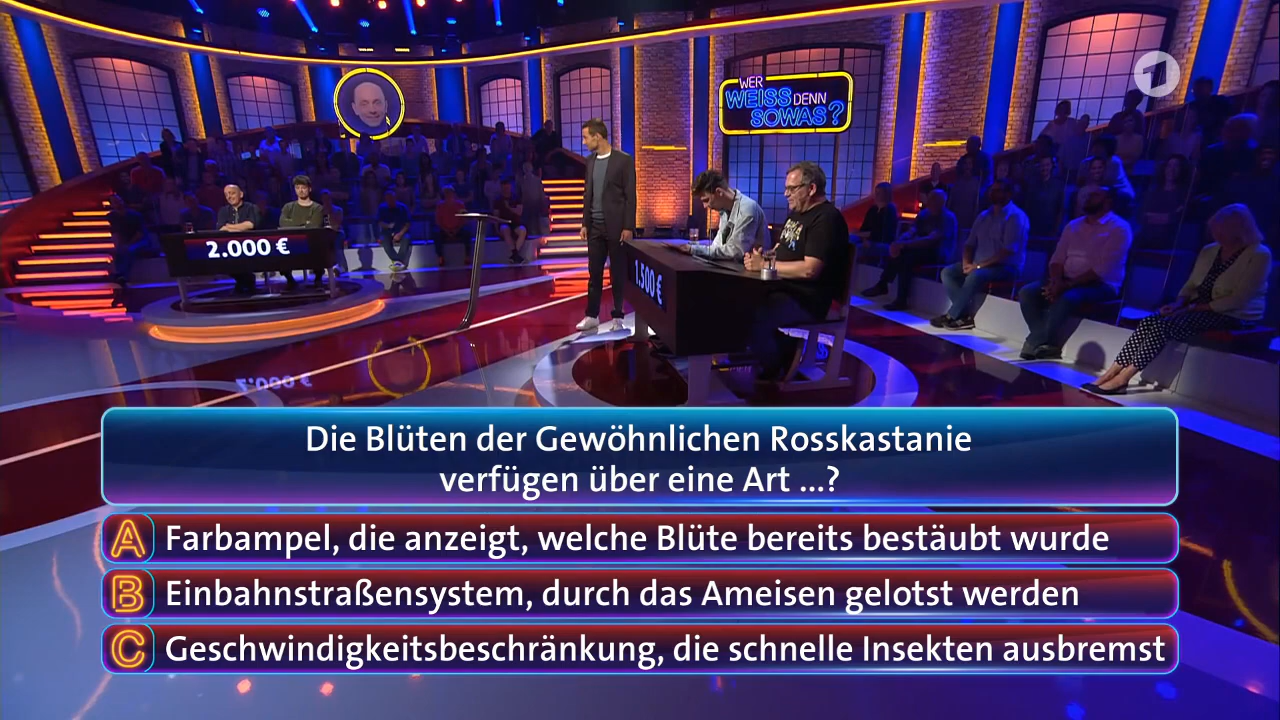 WER
WEISS DENN
SOWAS?
1
2.000 €
1.500 €
Die Blüten der Gewöhnlichen Rosskastanie
verfügen über eine Art ...?
A Farbampel, die anzeigt, welche Blüte bereits bestäubt wurde
B Einbahnstraßensystem, durch das Ameisen gelotst werden
C Geschwindigkeitsbeschränkung, die schnelle Insekten ausbremst